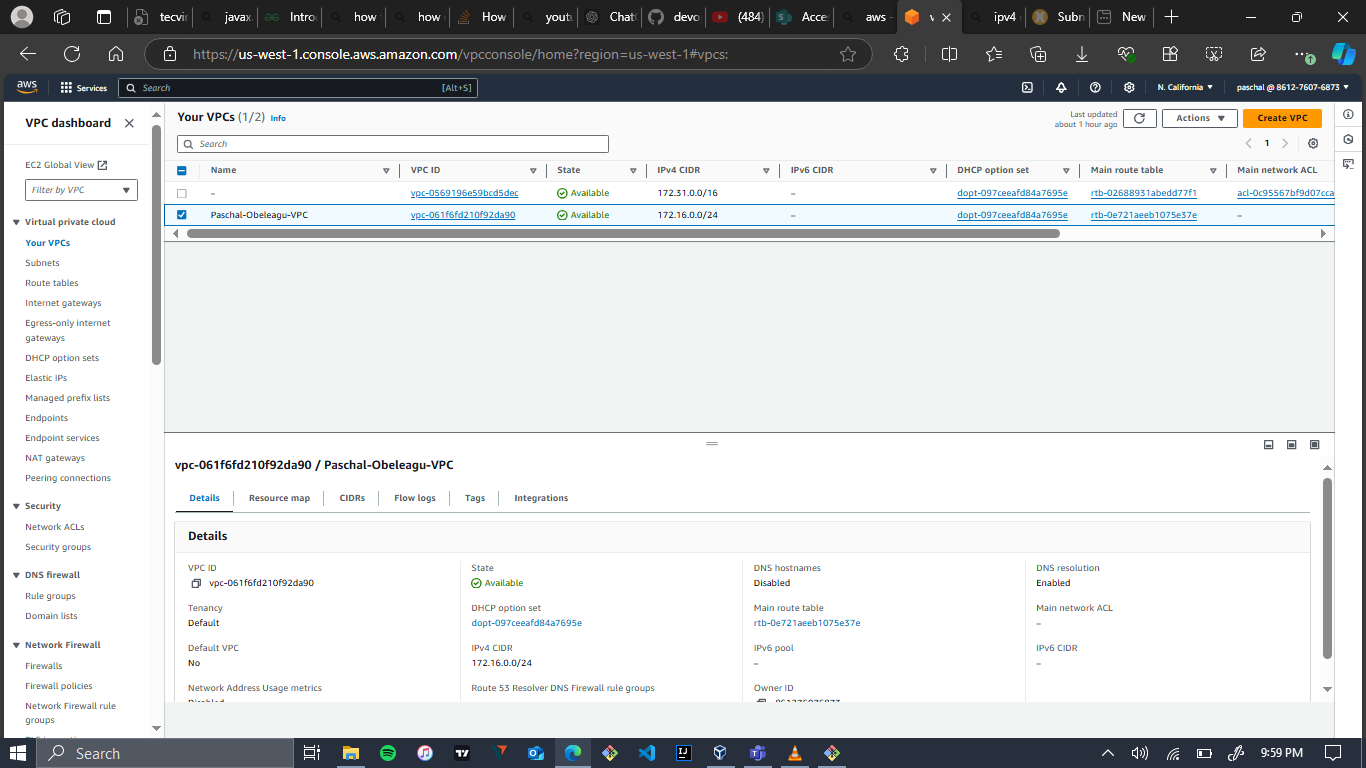 tecvir
javax.
Intro
how t
how c
How
youtu
ChatG
devo
(484)
Acce
aws -
v
ipv4
Subn
New
https://us-west-1.console.aws.amazon.com/vpcconsole/home?region=us-west-1#vpcs:
aws
Services
Search [Alt+S]
N. California
paschal @ 8612-7607-6873
VPC dashboard
EC2 Global View
Filter by VPC
Virtual private cloud
Your VPCs
Subnets
Route tables
Internet gateways
Egress-only internet
gateways
DHCP option sets
Elastic IPs
Managed prefix lists
Endpoints
Endpoint services
NAT gateways
Peering connections
Security
Network ACLs
Security groups
DNS firewall
Rule groups
Domain lists
Network Firewall
Firewalls
Firewall policies
Network Firewall rule
groups
Your VPCs (1/2) Info
Last updated
about 1 hour ago
Actions
Create VPC
Search
1
Name VPC ID State IPv4 CIDR IPv6 CIDR DHCP option set Main route table Main network ACL
– vpc-0569196e59bcd5dec Available 172.31.0.0/16 – dopt-097ceeafd84a7695e rtb-02688931abedd77f1 acl-0c95567bf9d07cca
Paschal-Obeleagu-VPC vpc-061f6fd210f92da90 Available 172.16.0.0/24 – dopt-097ceeafd84a7695e rtb-0e721aeeb1075e37e –
vpc-061f6fd210f92da90 / Paschal-Obeleagu-VPC
Details Resource map CIDRs Flow logs Tags Integrations
Details
VPC ID State DNS hostnames DNS resolution
vpc-061f6fd210f92da90 Available Disabled Enabled
Tenancy DHCP option set Main route table Main network ACL
Default dopt-097ceeafd84a7695e rtb-0e721aeeb1075e37e –
Default VPC IPv4 CIDR IPv6 pool IPv6 CIDR
No 172.16.0.0/24 – –
Network Address Usage metrics Route 53 Resolver DNS Firewall rule groups Owner ID
Disabled 861276076873
Search
9:59 PM